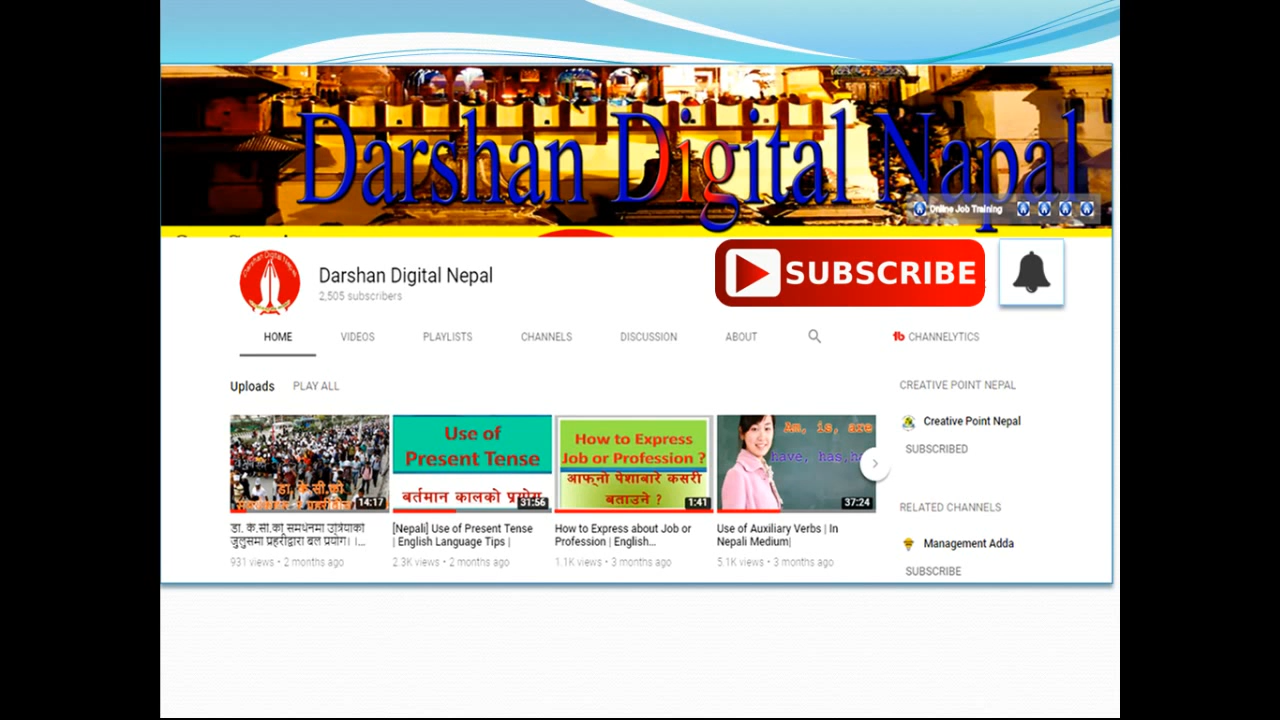 Darshan Digital Napal
Online Job Training
Darshan Digital Nepal
2,505 subscribers
SUBSCRIBE
HOME VIDEOS PLAYLISTS CHANNELS DISCUSSION ABOUT CHANNELYTICS
Uploads PLAY ALL
CREATIVE POINT NEPAL
Creative Point Nepal
SUBSCRIBED
RELATED CHANNELS
Management Adda
SUBSCRIBE
डा. के.सी.को
14:17
डा. के.सी.को समर्थनमा उत्रिएको
जुलुसमा प्रहरीद्वारा बल प्रयोग। ।...
931 views • 2 months ago
Use of
Present Tense
वर्तमान कालको प्रयोग
31:56
[Nepali] Use of Present Tense
| English Language Tips |
2.3K views • 2 months ago
How to Express
Job or Profession ?
आफ्नो पेशाबारे कसरी
बताउने ?
1:41
How to Express about Job or
Profession | English...
1.1K views • 3 months ago
Am, is, are
have, has,
37:24
Use of Auxiliary Verbs | In
Nepali Medium|
5.1K views • 3 months ago